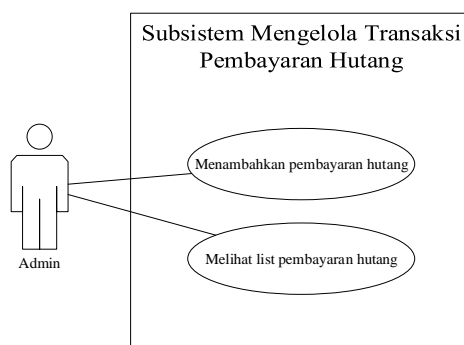 Subsistem Mengelola Transaksi
Pembayaran Hutang
Menambahkan pembayaran hutang
Melihat list pembayaran hutang
Admin